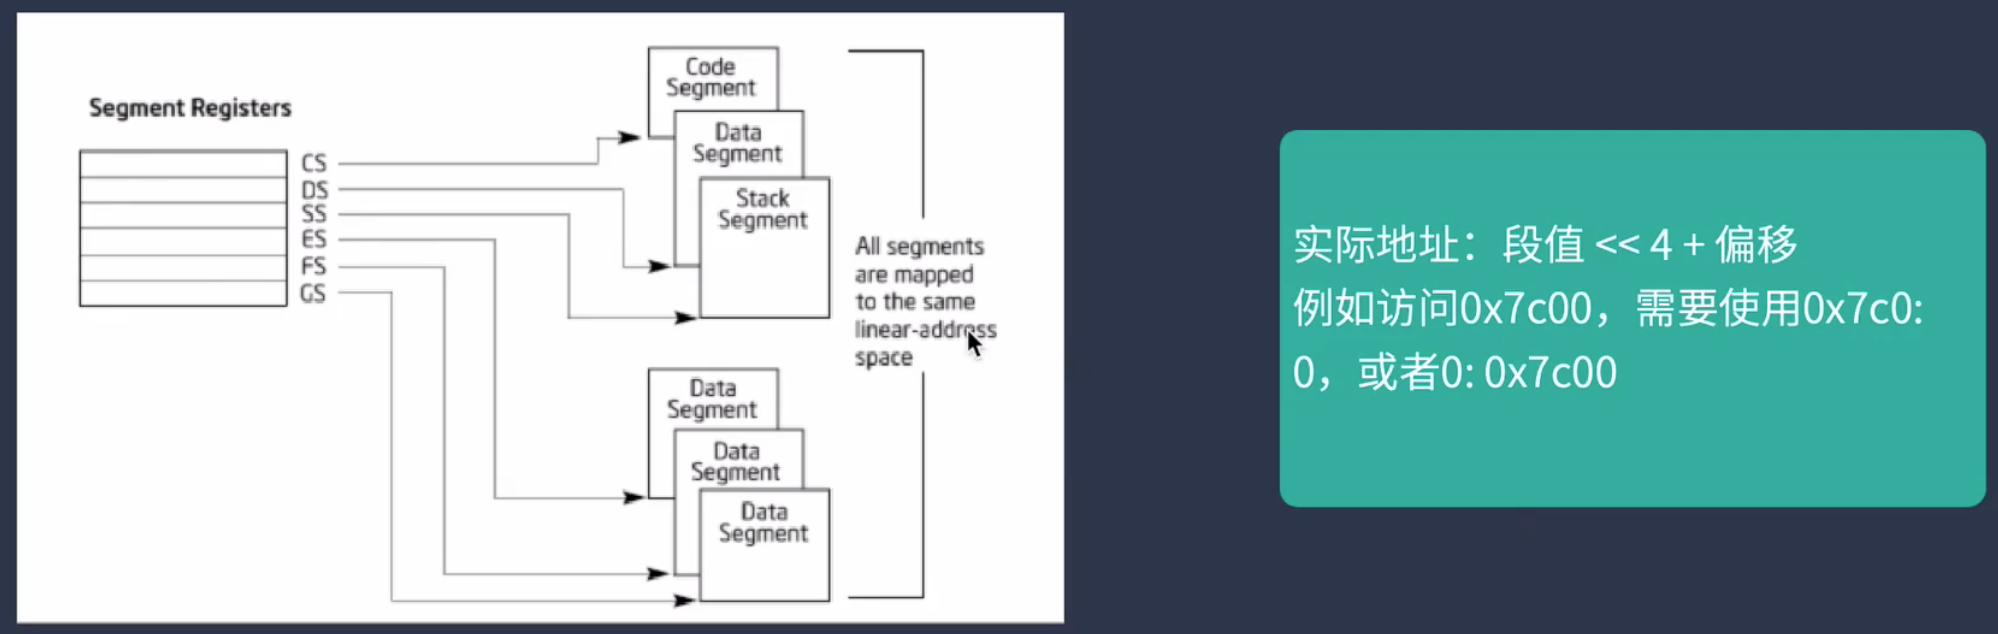 Segment Registers
CS
DS
SS
ES
FS
GS
Code
Segment
Data
Segment
Stack
Segment
Data
Segment
Data
Segment
Data
Segment
All segments
are mapped
to the same
linear-address
space
实际地址：段值 << 4 + 偏移
例如访问0x7c00，需要使用0x7c0:
0，或者0: 0x7c00